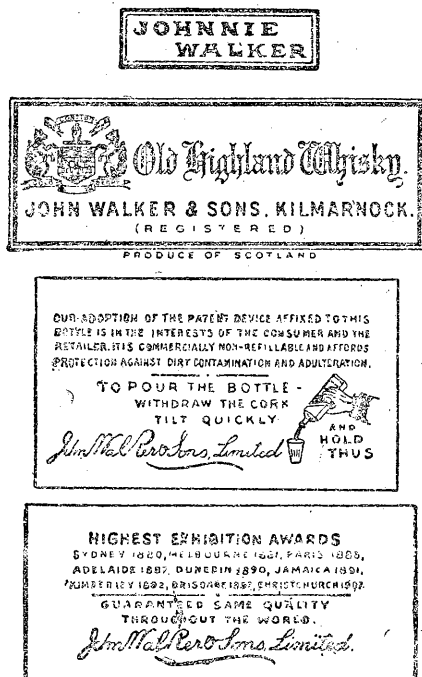 JOHNNIE
WALKER
Old Highland Whisky.
JOHN WALKER & SONS, KILMARNOCK.
(REGISTERED)
PRODUCE OF SCOTLAND
OUR ADOPTION OF THE PATENT DEVICE AFFIXED TO THIS
BOTTLE IS IN THE INTERESTS OF THE CONSUMER AND THE
RETAILER. IT IS COMMERCIALLY NON-REFILLABLE AND AFFORDS
PROTECTION AGAINST DIRT CONTAMINATION AND ADULTERATION.
TO POUR THE BOTTLE -
WITHDRAW THE CORK
TILT QUICKLY
AND
HOLD
THUS
John Walker & Sons, Limited
HIGHEST EXHIBITION AWARDS
SYDNEY 1880, MELBOURNE 1881, PARIS 1885,
ADELAIDE 1887, DUNEDIN 1890, JAMAICA 1891,
KIMBERLEY 1892, BRISBANE 1897, CHRISTCHURCH 1907.
GUARANTEED SAME QUALITY
THROUGHOUT THE WORLD.
John Walker & Sons, Limited.